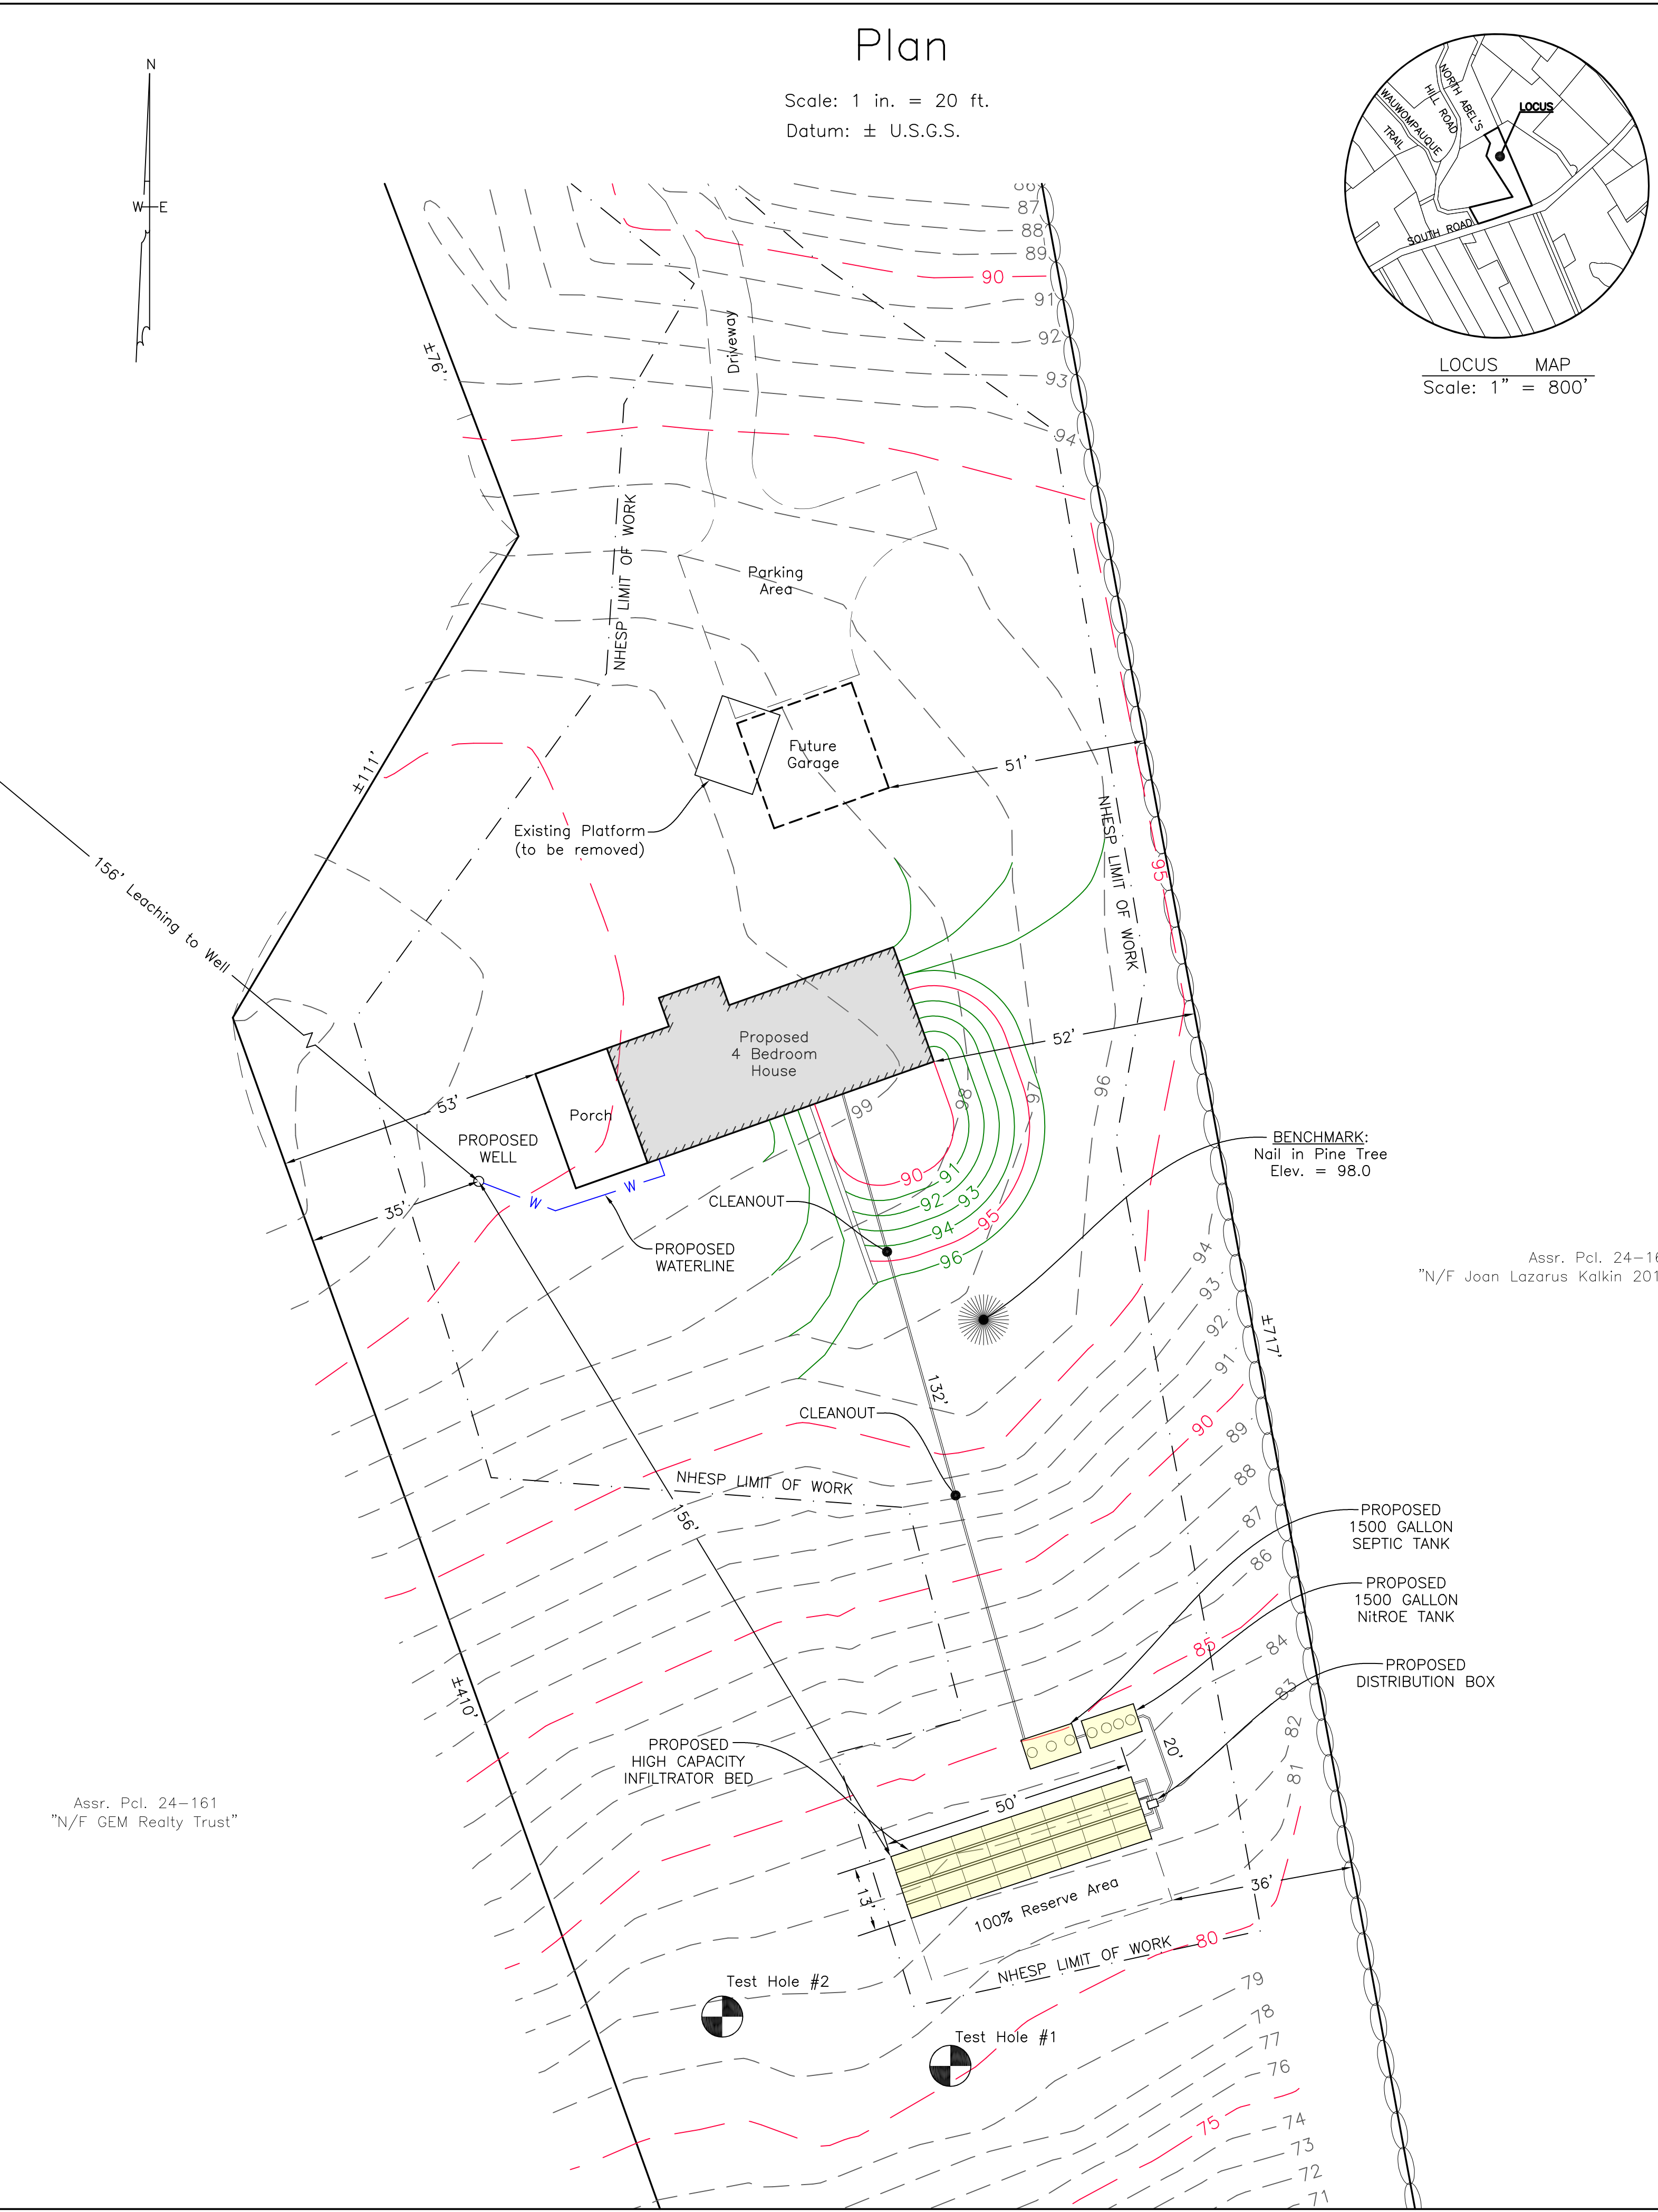 Plan
Scale: 1 in. = 20 ft.
Datum: ± U.S.G.S.
N
W E
NORTH ABEL'S
HILL ROAD
WAUWOMPAUQUE
TRAIL
LOCUS
SOUTH ROAD
LOCUS MAP
Scale: 1" = 800'
87
88
89
90
91
92
93
94
±76'
Driveway
NHESP LIMIT OF WORK
Parking
Area
Future
Garage
51'
±111'
Existing Platform
(to be removed)
NHESP LIMIT OF WORK
95
156' Leaching to Well
Proposed
4 Bedroom
House
52'
53'
Porch
99
98
97
96
PROPOSED
WELL
BENCHMARK:
Nail in Pine Tree
Elev. = 98.0
90
91
92
93
94
95
96
W W
35'
CLEANOUT
PROPOSED
WATERLINE
Assr. Pcl. 24-16
"N/F Joan Lazarus Kalkin 201
94
93
92
91
90
89
88
87
86
85
84
83
82
81
±717'
132'
CLEANOUT
NHESP LIMIT OF WORK
156'
PROPOSED
1500 GALLON
SEPTIC TANK
PROPOSED
1500 GALLON
NitROE TANK
PROPOSED
DISTRIBUTION BOX
±410'
PROPOSED
HIGH CAPACITY
INFILTRATOR BED
20'
50'
Assr. Pcl. 24-161
"N/F GEM Realty Trust"
13'
36'
100% Reserve Area
NHESP LIMIT OF WORK
80
Test Hole #2
Test Hole #1
79
78
77
76
75
74
73
72
71